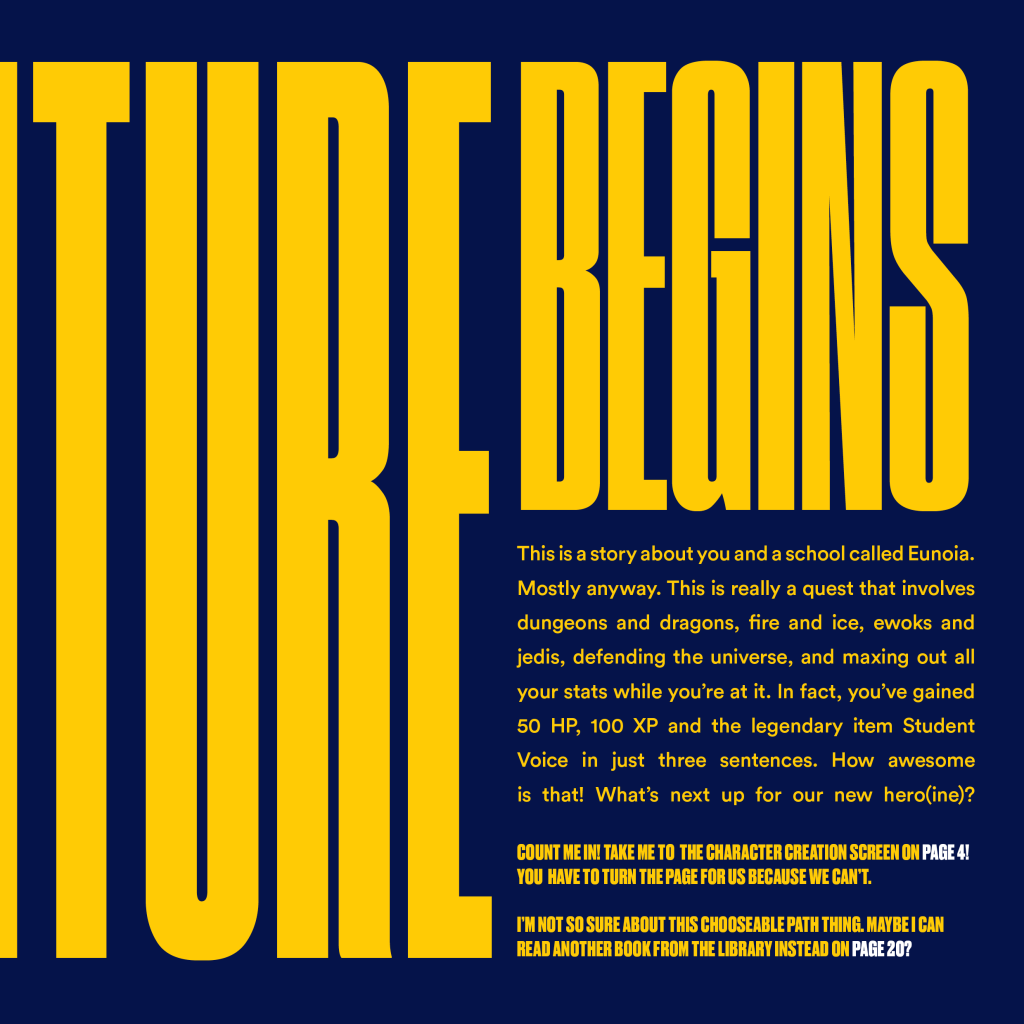 TURE
BEGINS
This is a story about you and a school called Eunoia.
Mostly anyway. This is really a quest that involves
dungeons and dragons, fire and ice, ewoks and
jedis, defending the universe, and maxing out all
your stats while you’re at it. In fact, you’ve gained
50 HP, 100 XP and the legendary item Student
Voice in just three sentences. How awesome
is that! What’s next up for our new hero(ine)?
COUNT ME IN! TAKE ME TO THE CHARACTER CREATION SCREEN ON PAGE 4!
YOU HAVE TO TURN THE PAGE FOR US BECAUSE WE CAN’T.
I’M NOT SO SURE ABOUT THIS CHOOSEABLE PATH THING. MAYBE I CAN
READ ANOTHER BOOK FROM THE LIBRARY INSTEAD ON PAGE 20?